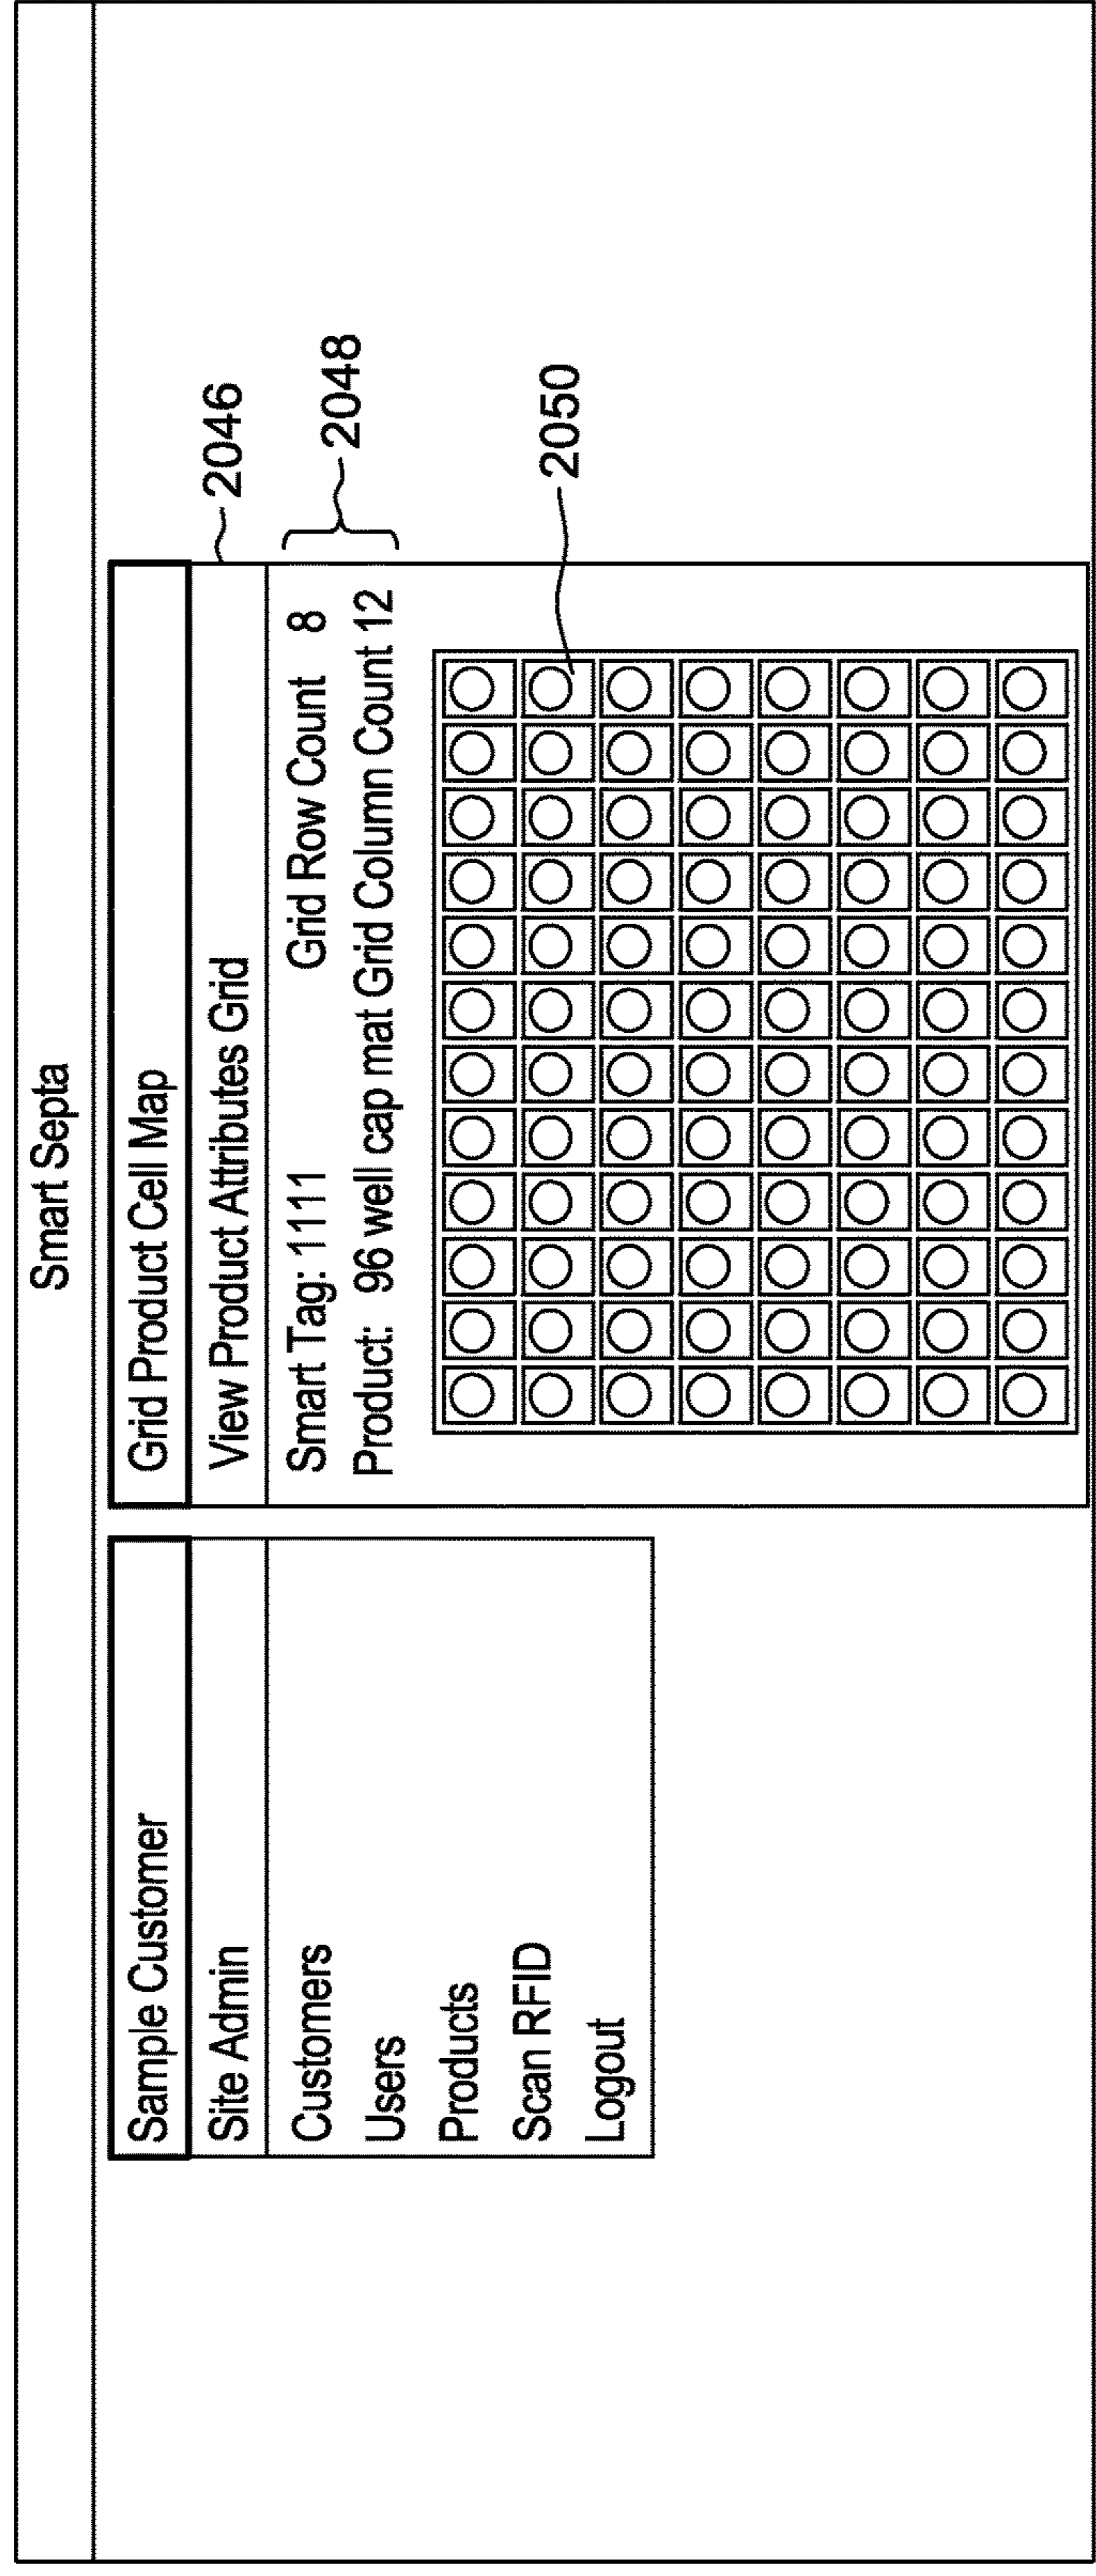 Smart Septa
Sample Customer
Site Admin
Customers
Users
Products
Scan RFID
Logout
Grid Product Cell Map
View Product Attributes Grid
Smart Tag: 1111 Grid Row Count 8
Product: 96 well cap mat Grid Column Count 12
2046
2048
2050